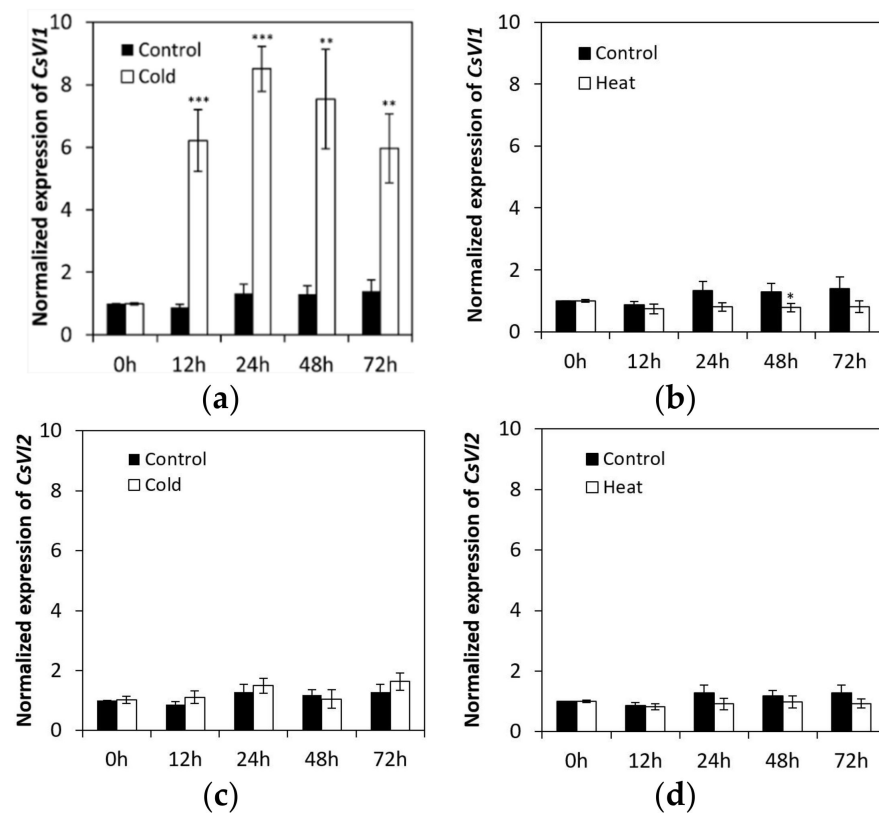 Normalized expression of CsVI1
10
8
6
4
2
0
Control
Cold
***
***
**
**
0h 12h 24h 48h 72h
(a)
Normalized expression of CsVI1
10
8
6
4
2
0
Control
Heat
*
0h 12h 24h 48h 72h
(b)
Normalized expression of CsVI2
10
8
6
4
2
0
Control
Cold
0h 12h 24h 48h 72h
(c)
Normalized expression of CsVI2
10
8
6
4
2
0
Control
Heat
0h 12h 24h 48h 72h
(d)